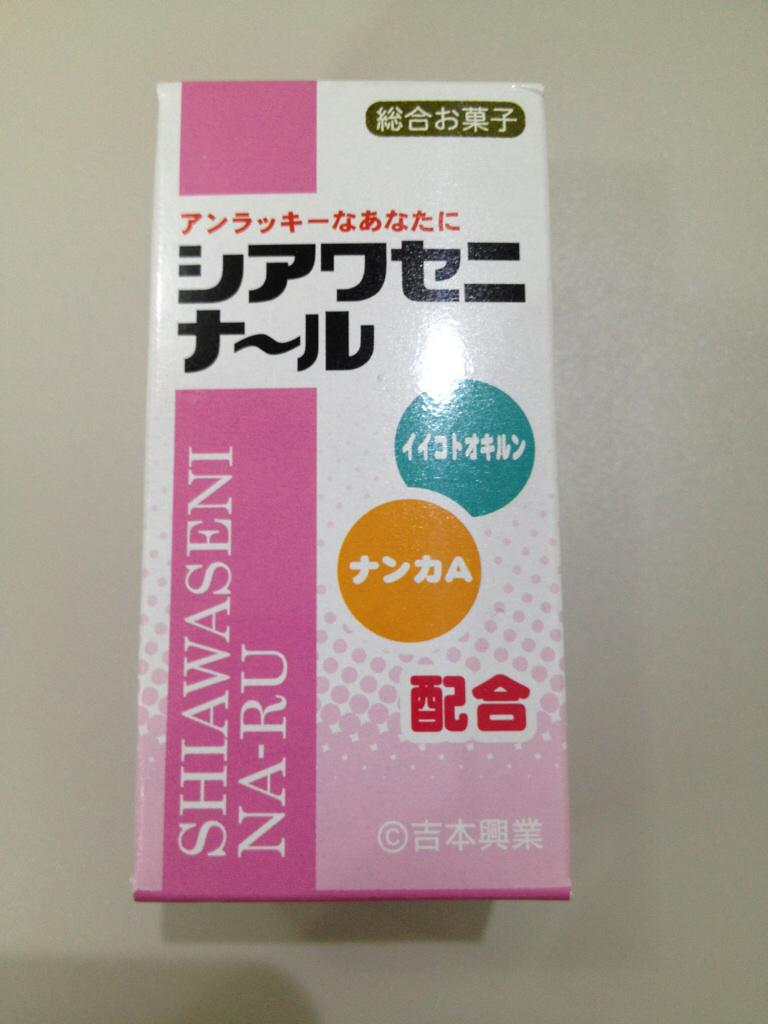 総合お菓子
アンラッキーなあなたに
シアワセニ
ナ〜ル
イイコトオキルン
ナンカA
配合
SHIAWASENI
NA-RU
©吉本興業